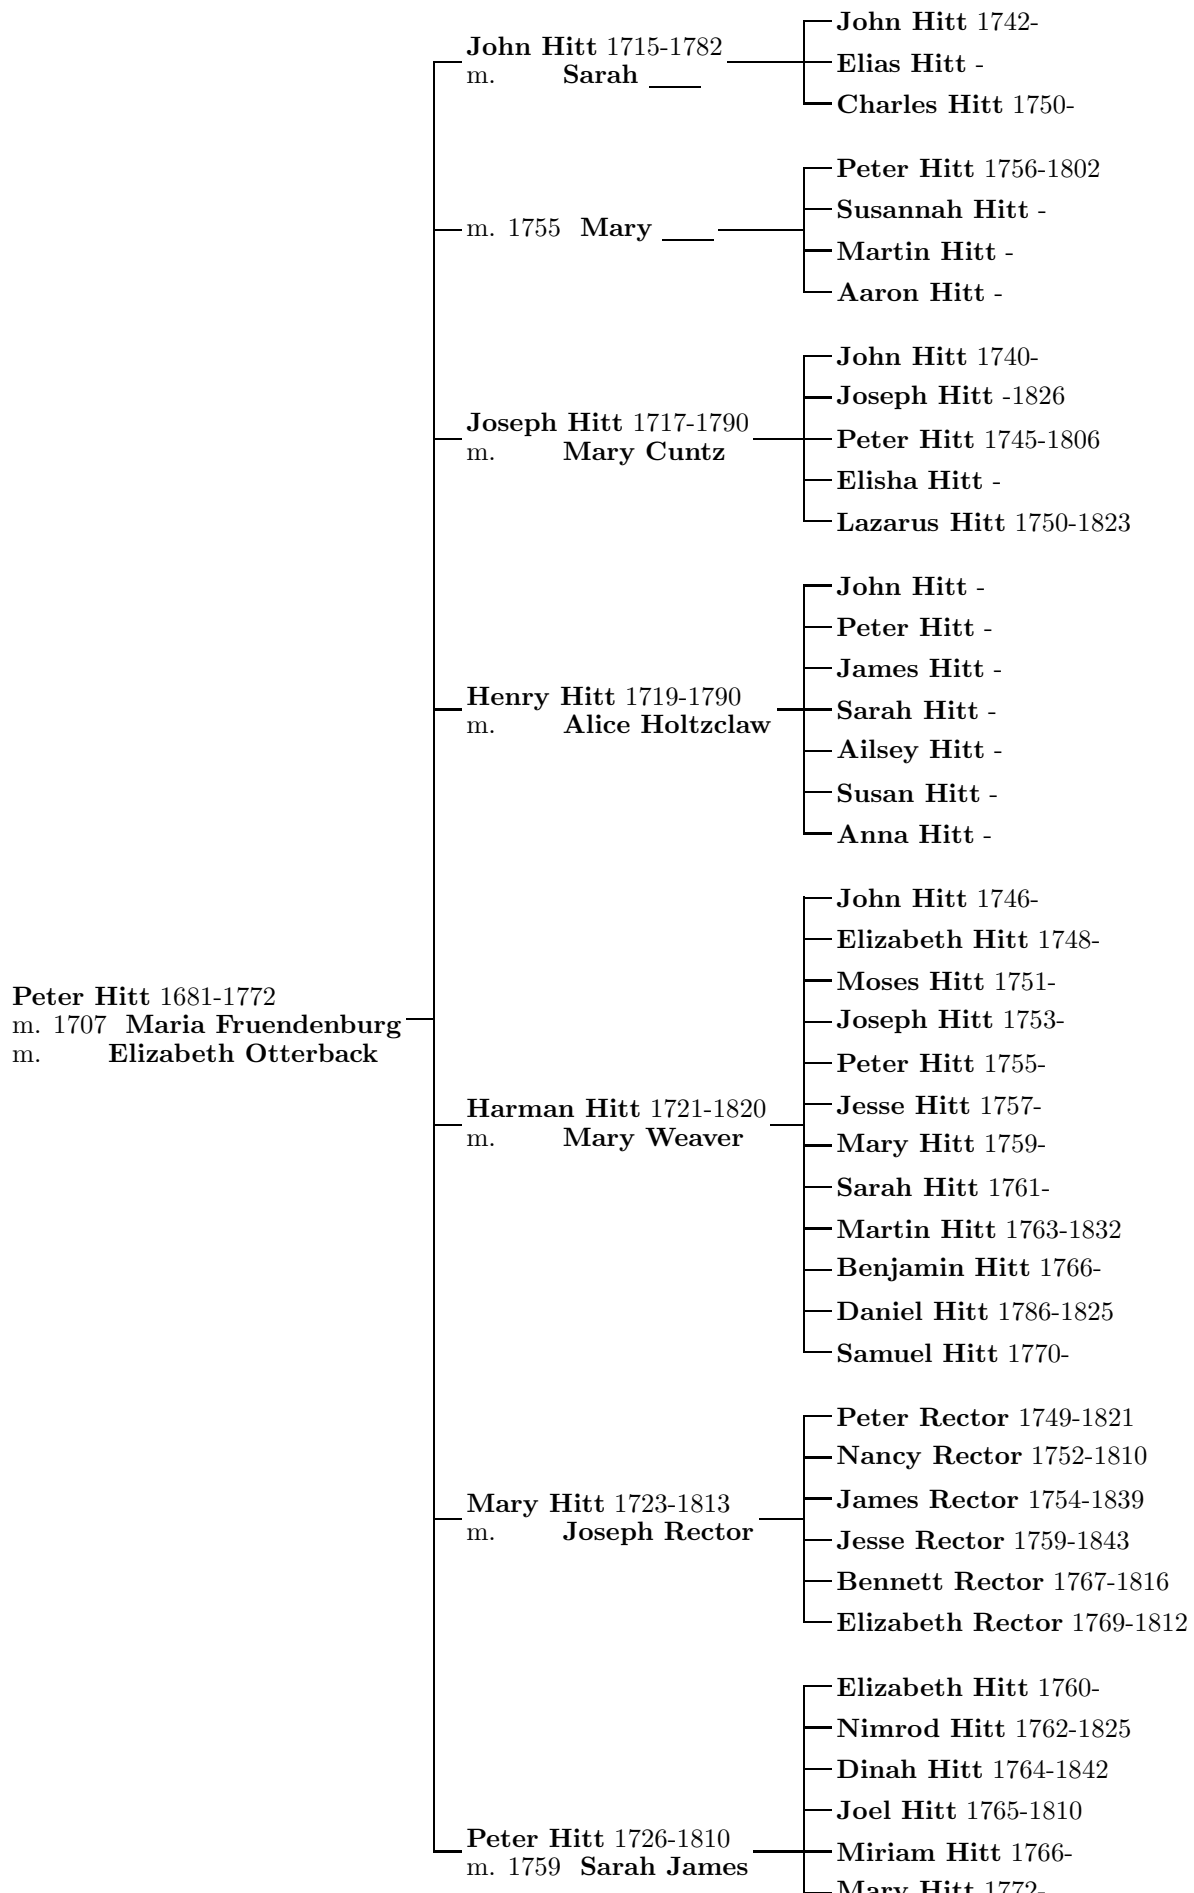 John Hitt 1742-
John Hitt 1715-1782
m. Sarah ____
Elias Hitt -
Charles Hitt 1750-
Peter Hitt 1756-1802
Susannah Hitt -
m. 1755 Mary ____
Martin Hitt -
Aaron Hitt -
John Hitt 1740-
Joseph Hitt -1826
Joseph Hitt 1717-1790
m. Mary Cuntz
Peter Hitt 1745-1806
Elisha Hitt -
Lazarus Hitt 1750-1823
John Hitt -
Peter Hitt -
James Hitt -
Henry Hitt 1719-1790
m. Alice Holtzclaw
Sarah Hitt -
Ailsey Hitt -
Susan Hitt -
Anna Hitt -
John Hitt 1746-
Elizabeth Hitt 1748-
Moses Hitt 1751-
Peter Hitt 1681-1772
m. 1707 Maria Fruendenburg
m. Elizabeth Otterback
Joseph Hitt 1753-
Peter Hitt 1755-
Jesse Hitt 1757-
Harman Hitt 1721-1820
m. Mary Weaver
Mary Hitt 1759-
Sarah Hitt 1761-
Martin Hitt 1763-1832
Benjamin Hitt 1766-
Daniel Hitt 1786-1825
Samuel Hitt 1770-
Peter Rector 1749-1821
Nancy Rector 1752-1810
James Rector 1754-1839
Mary Hitt 1723-1813
m. Joseph Rector
Jesse Rector 1759-1843
Bennett Rector 1767-1816
Elizabeth Rector 1769-1812
Elizabeth Hitt 1760-
Nimrod Hitt 1762-1825
Dinah Hitt 1764-1842
Joel Hitt 1765-1810
Peter Hitt 1726-1810
m. 1759 Sarah James
Miriam Hitt 1766-
Mary Hitt 1772-